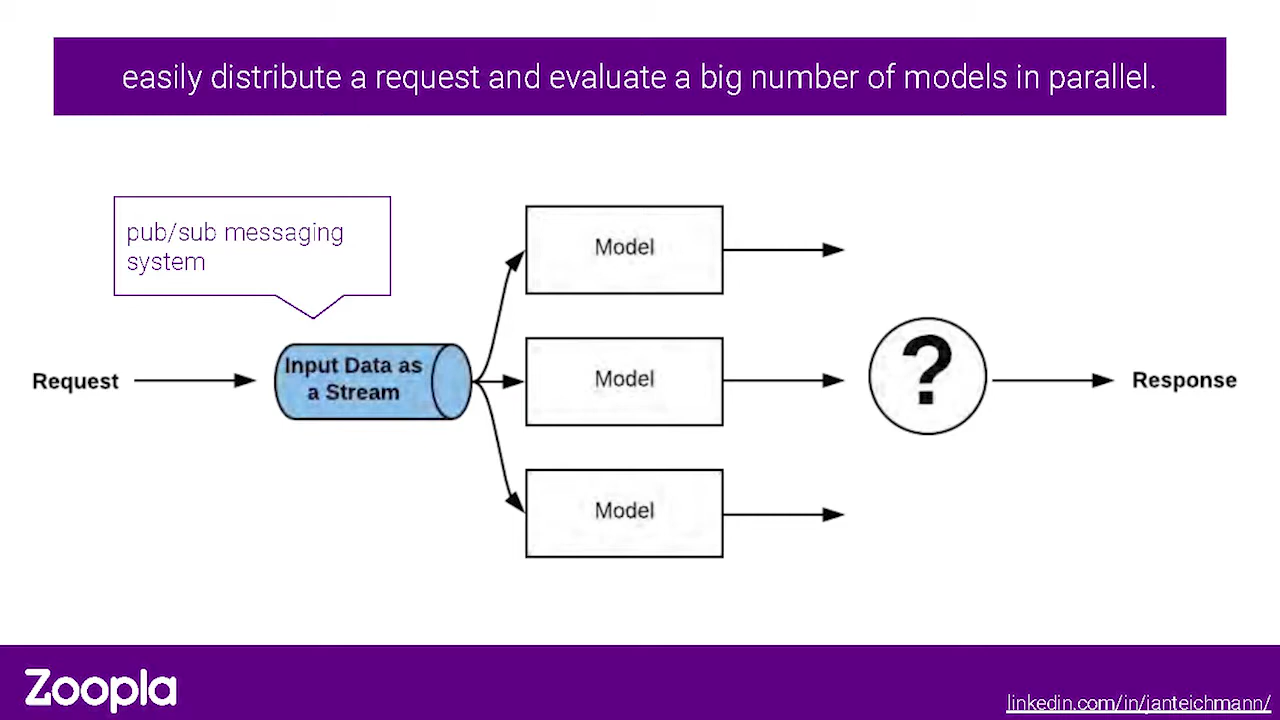 easily distribute a request and evaluate a big number of models in parallel.
pub/sub messaging
system
Request
Input Data as
a Stream
Model
Model
Model
?
Response
Zoopla
linkedin.com/in/janteichmann/